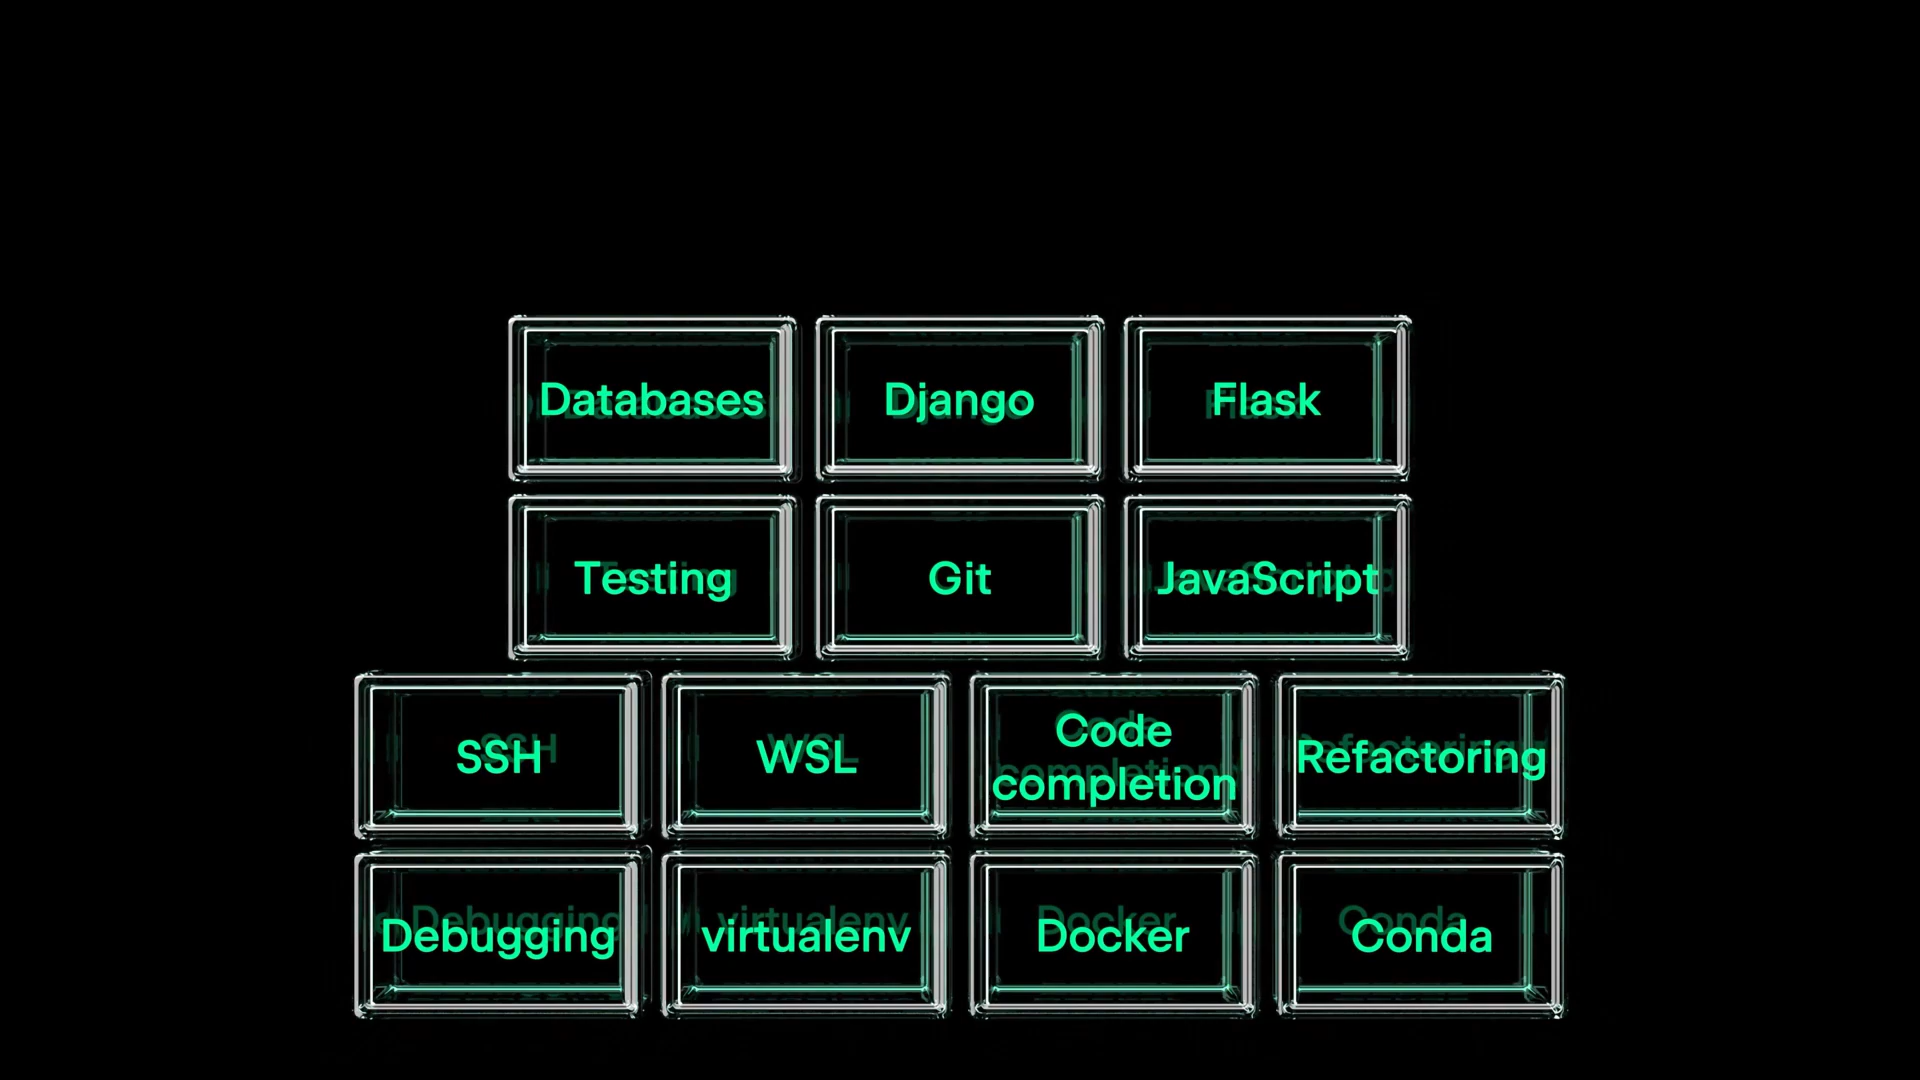 Databases
Django
Flask
Testing
Git
JavaScript
SSH
WSL
Code
completion
Refactoring
Debugging
virtualenv
Docker
Conda